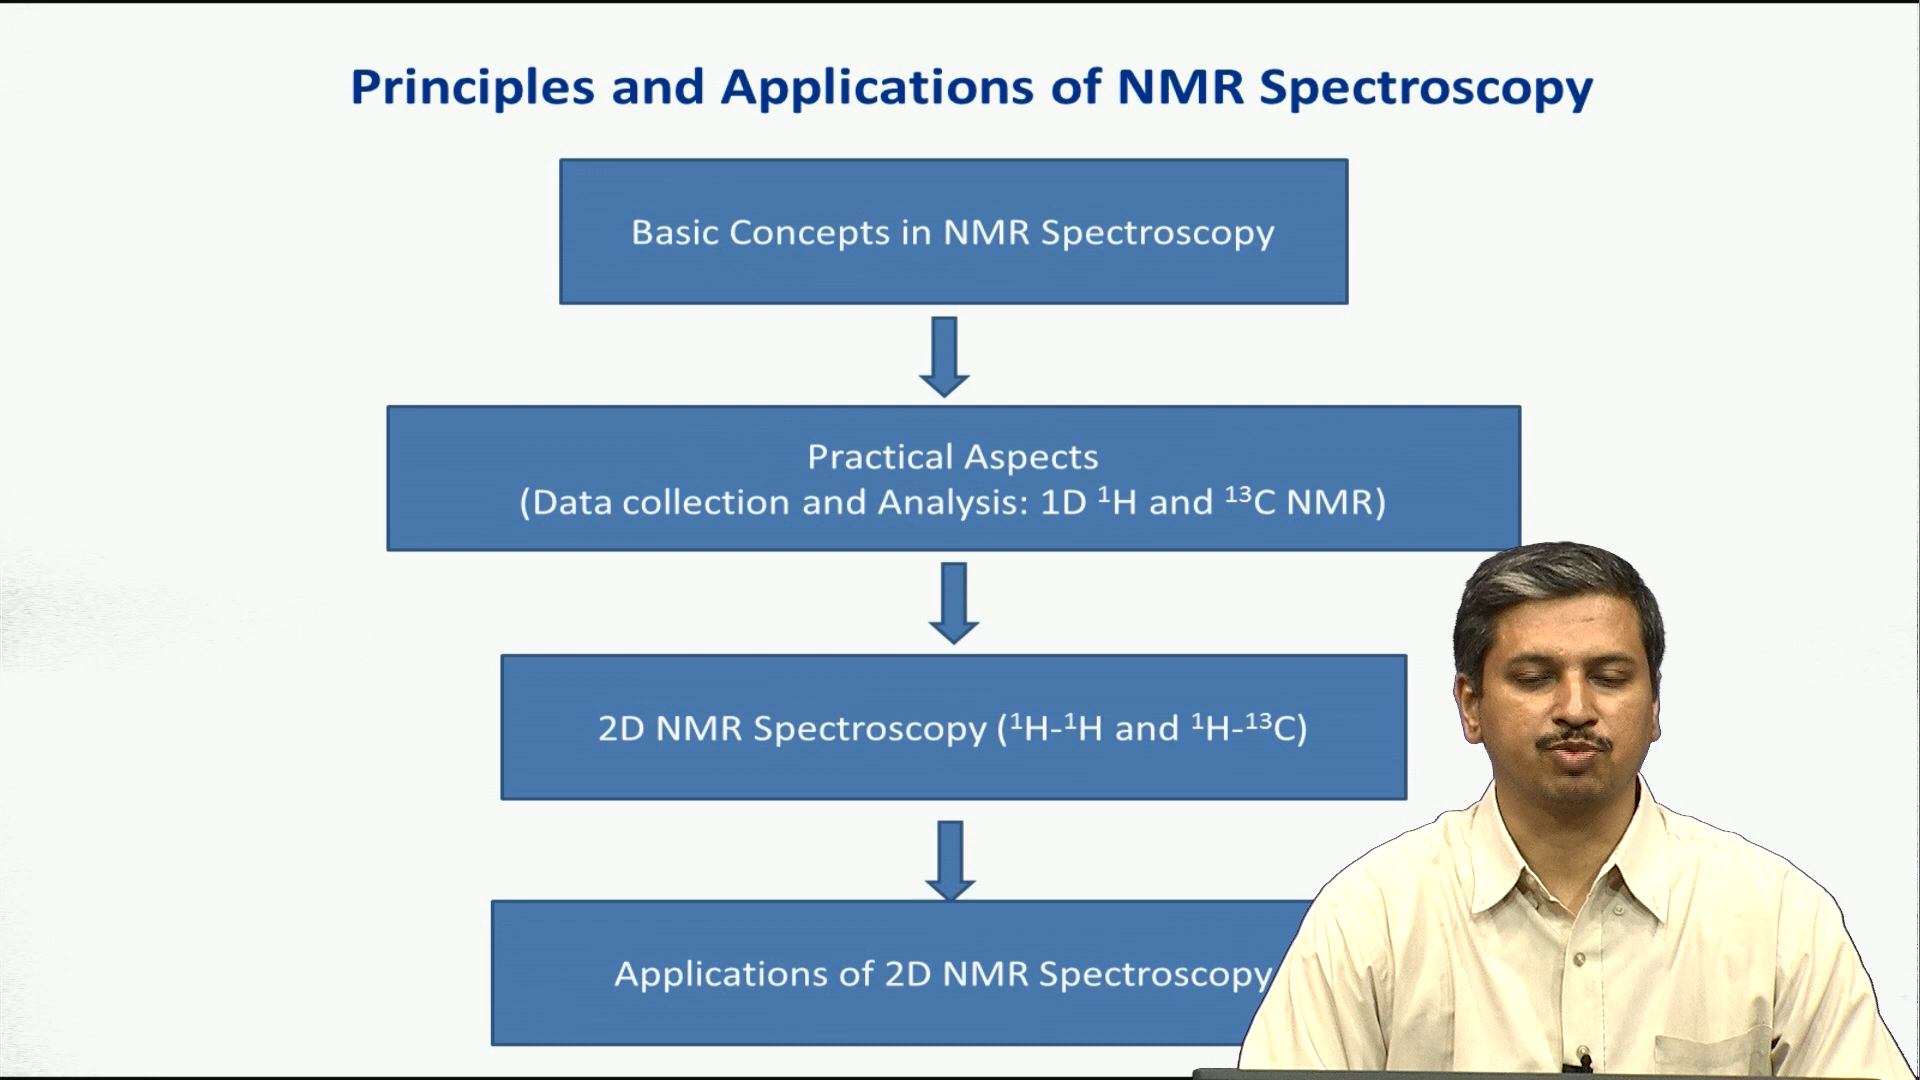 Principles and Applications of NMR Spectroscopy
Basic Concepts in NMR Spectroscopy
Practical Aspects
(Data collection and Analysis: 1D ¹H and ¹³C NMR)
2D NMR Spectroscopy (¹H-¹H and ¹H-¹³C)
Applications of 2D NMR Spectroscopy